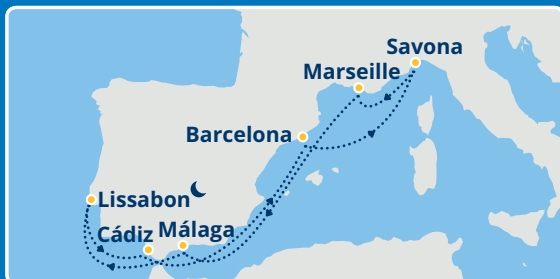 Savona
Marseille
Barcelona
Lissabon
Cádiz
Málaga